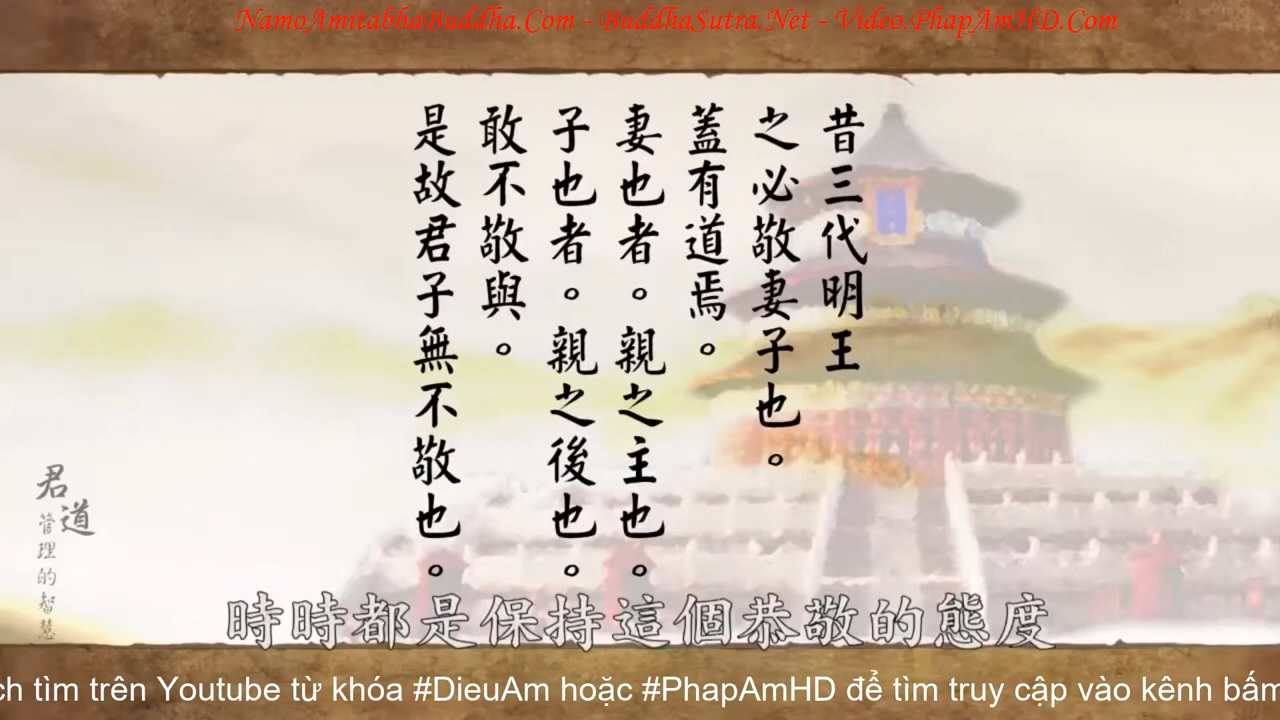 NamoAmitabhaBuddha.Com - BuddhaSutra.Net - Video.PhapAmHD.Com
昔三代明王
之必敬妻子也。
蓋有道焉。
妻也者。親之主也。
子也者。親之後也。
敢不敬與。
是故君子無不敬也。
君道
管理的智慧
時時都是保持這個恭敬的態度
ch tìm trên Youtube từ khóa #DieuAm hoặc #PhapAmHD để tìm truy cập vào kênh bấm